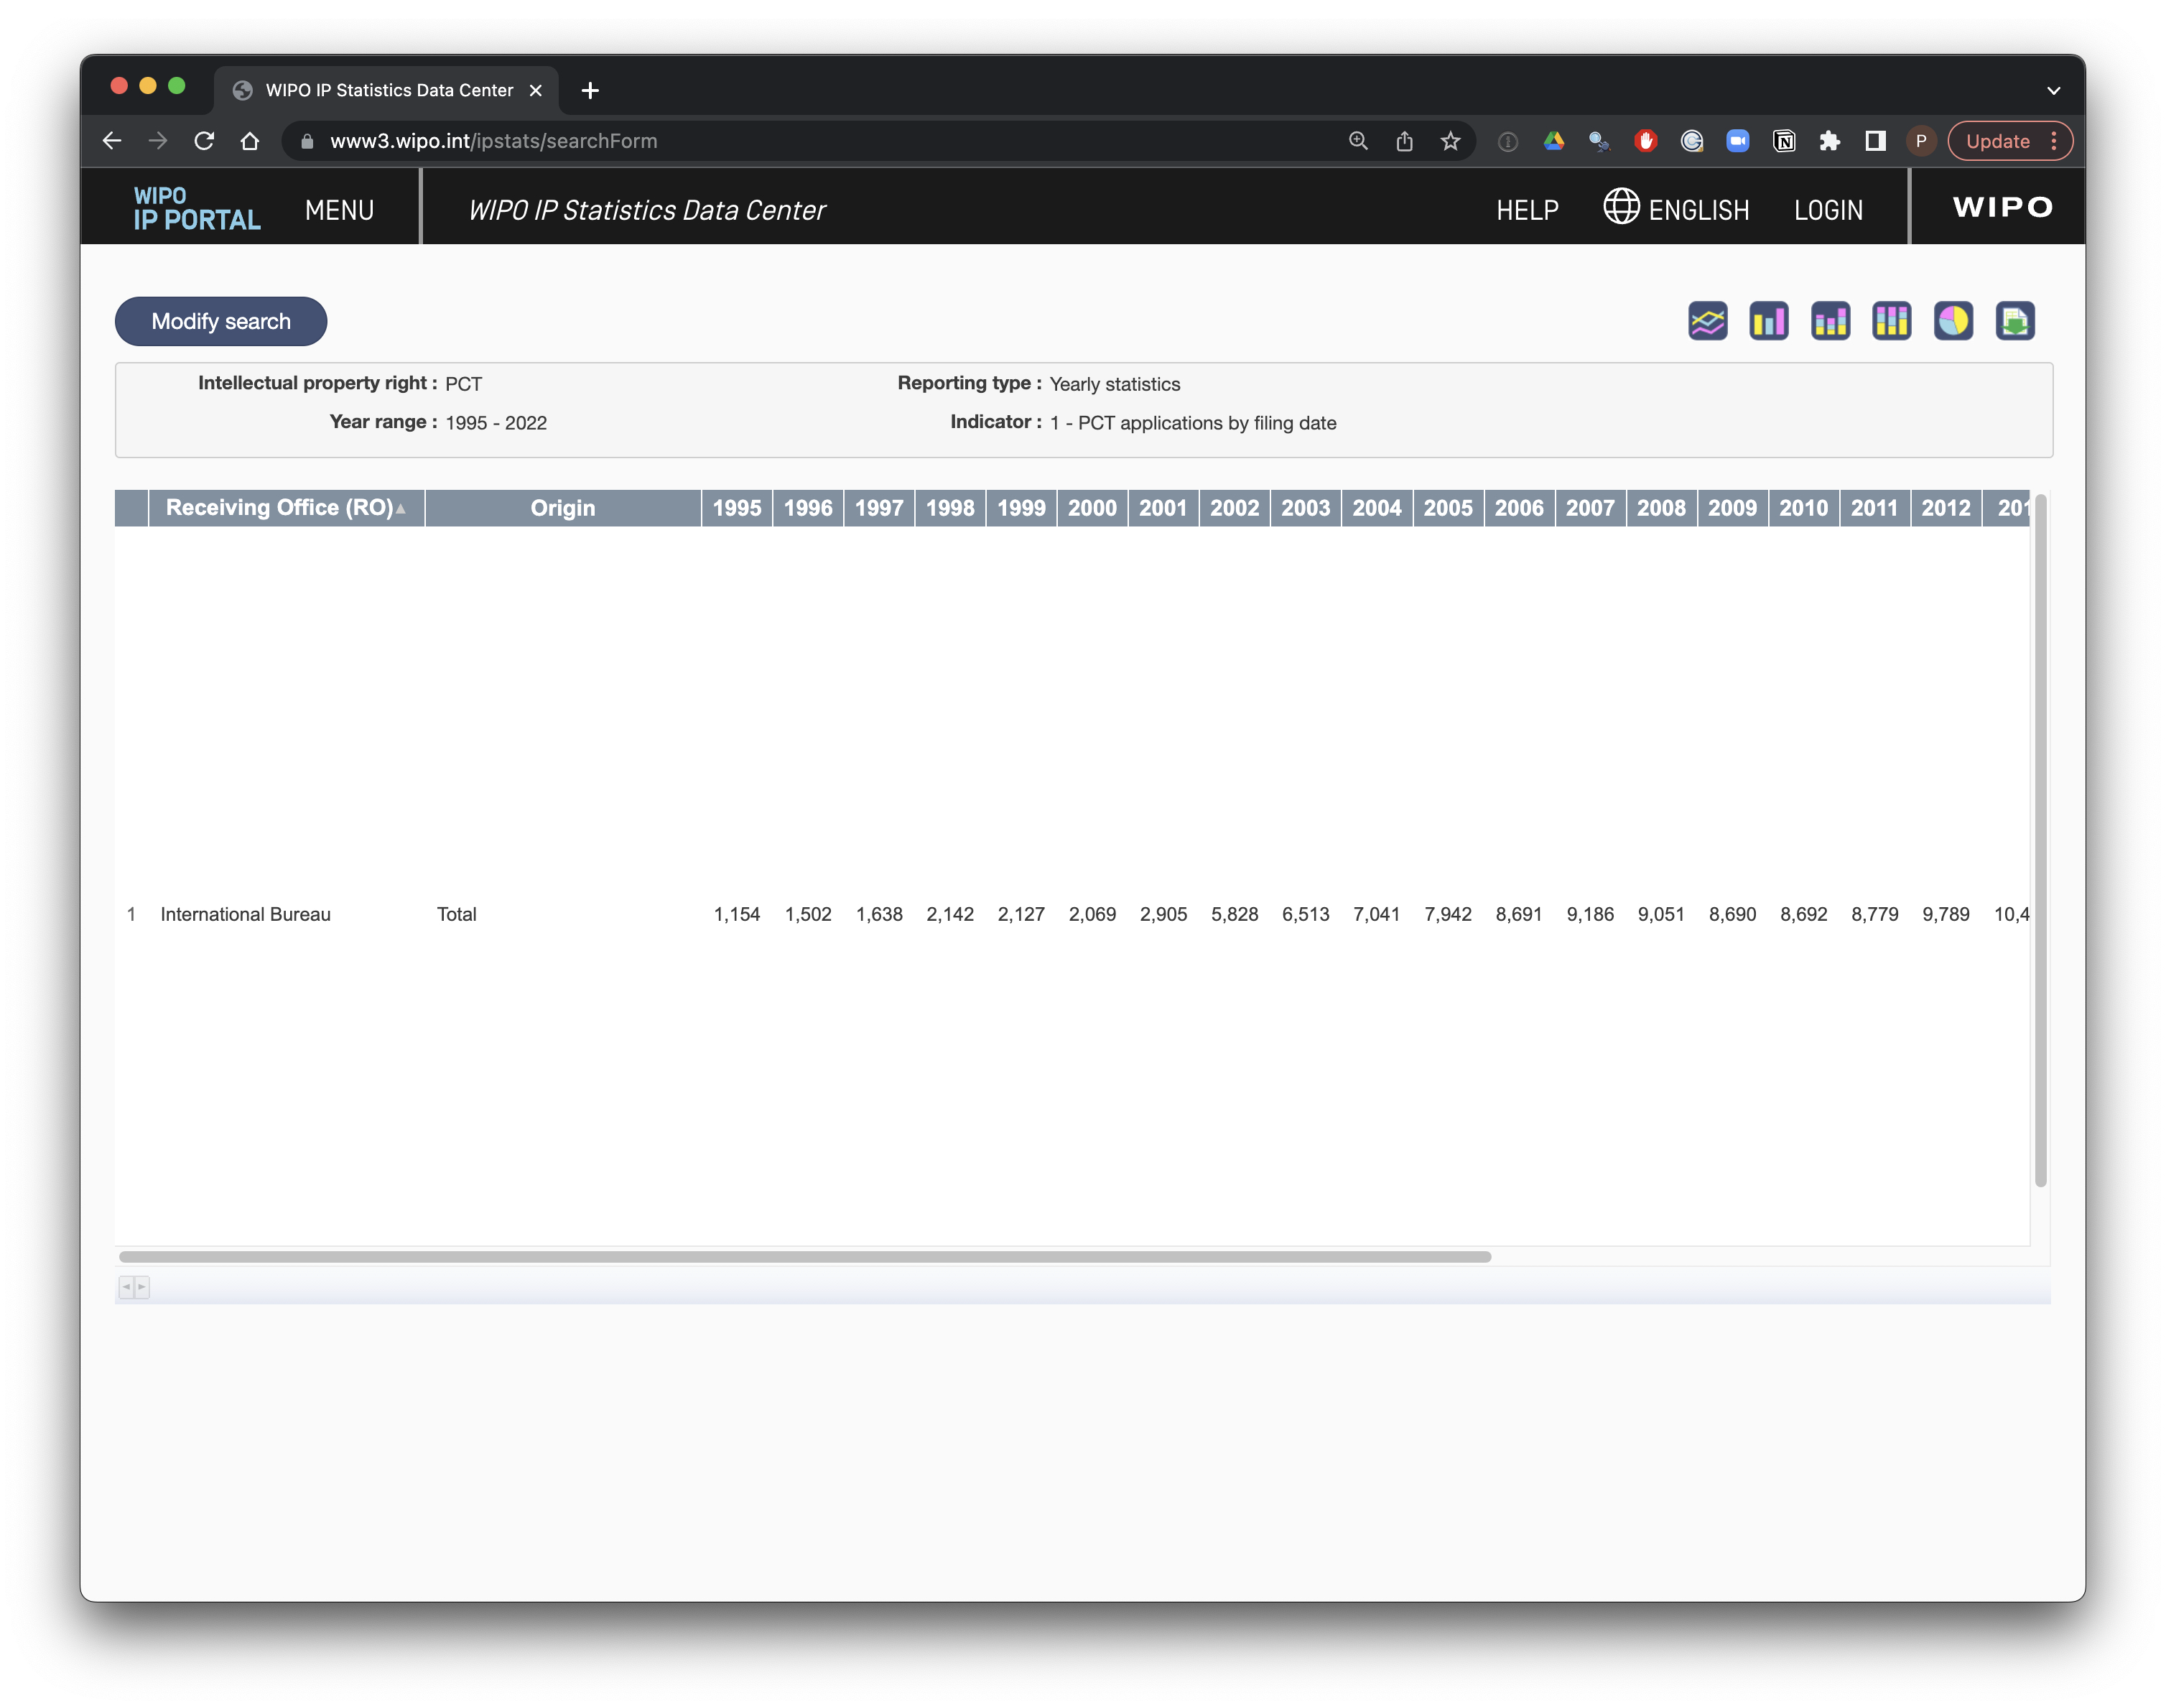 WIPO IP Statistics Data Center
www3.wipo.int/ipstats/searchForm
P
Update
WIPO
IP PORTAL
MENU
WIPO IP Statistics Data Center
HELP
ENGLISH
LOGIN
WIPO
Modify search
Intellectual property right : PCT
Reporting type : Yearly statistics
Year range : 1995 - 2022
Indicator : 1 - PCT applications by filing date
Receiving Office (RO) Origin 1995 1996 1997 1998 1999 2000 2001 2002 2003 2004 2005 2006 2007 2008 2009 2010 2011 2012 201
1 International Bureau Total 1,154 1,502 1,638 2,142 2,127 2,069 2,905 5,828 6,513 7,041 7,942 8,691 9,186 9,051 8,690 8,692 8,779 9,789 10,4